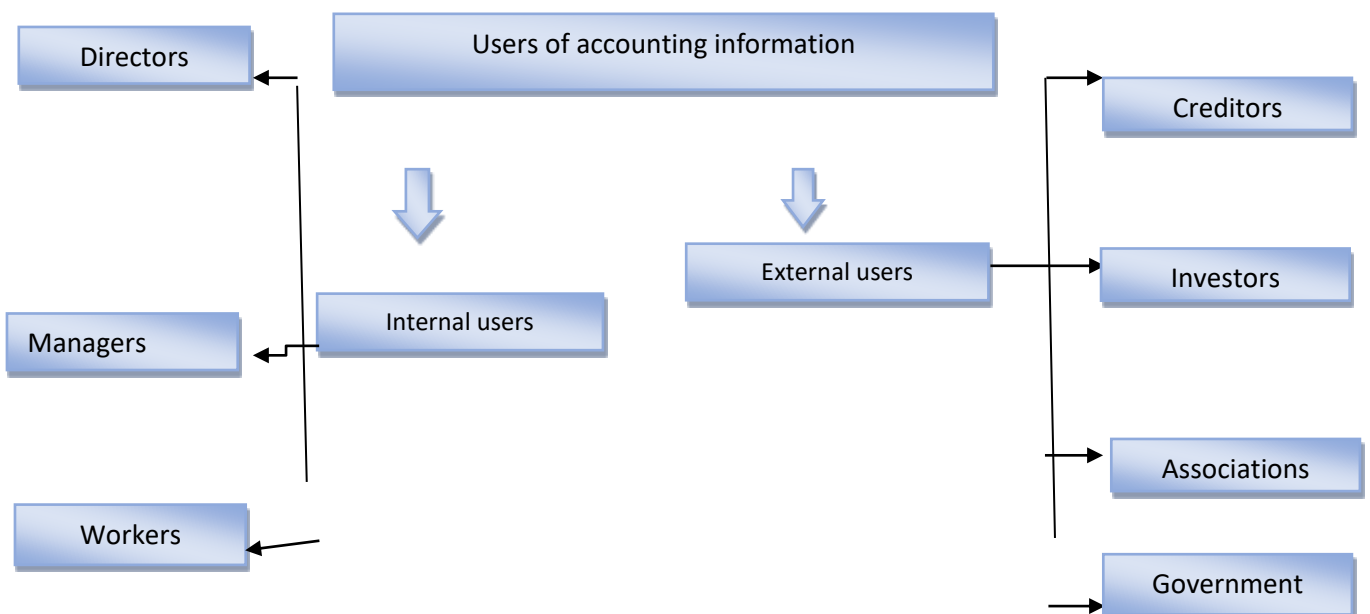 Users of accounting information
Directors
Creditors
External users
Investors
Internal users
Managers
Associations
Workers
Government